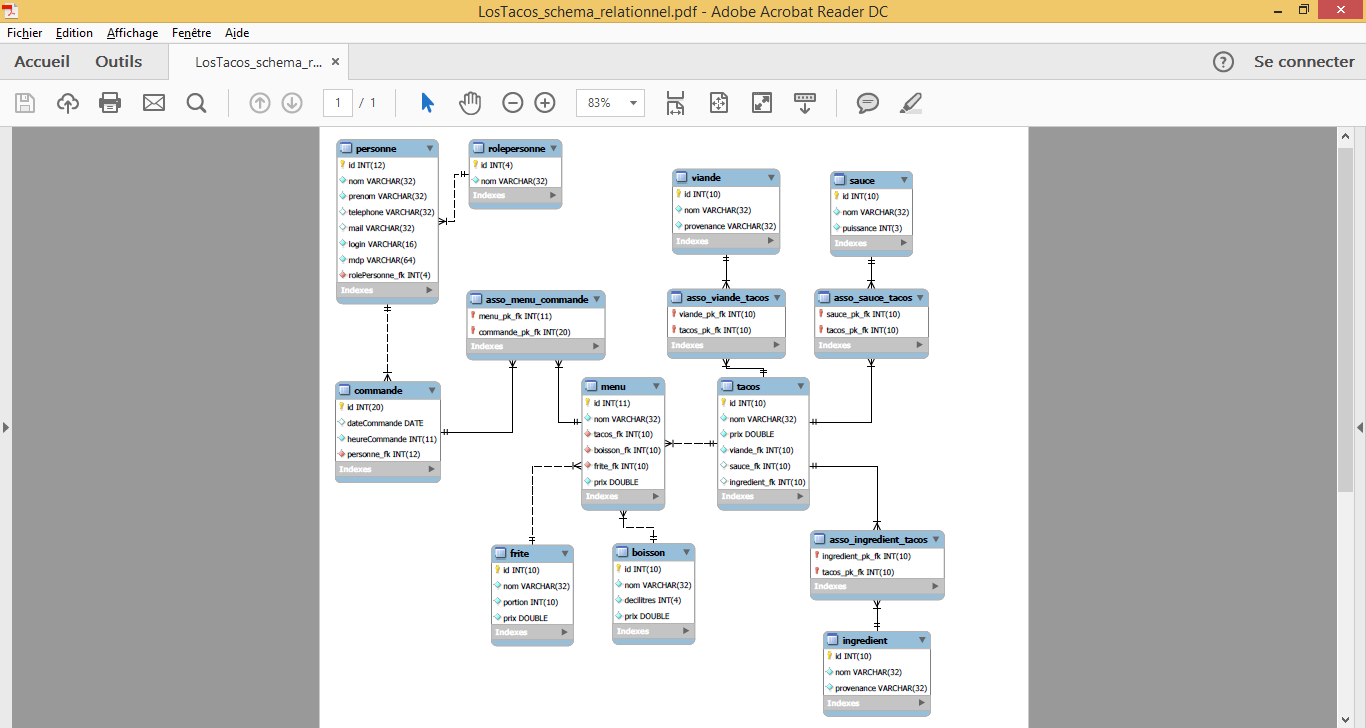 LosTacos_schema_relationnel.pdf - Adobe Acrobat Reader DC
Fichier Edition Affichage Fenêtre Aide
Accueil Outils LosTacos_schema_r... × ? Se connecter
1 / 1 83%
personne
id INT(12)
nom VARCHAR(32)
prenom VARCHAR(32)
telephone VARCHAR(32)
mail VARCHAR(32)
login VARCHAR(16)
mdp VARCHAR(64)
rolePersonne_fk INT(4)
Indexes
rolepersonne
id INT(4)
nom VARCHAR(32)
Indexes
viande
id INT(10)
nom VARCHAR(32)
provenance VARCHAR(32)
Indexes
sauce
id INT(10)
nom VARCHAR(32)
puissance INT(3)
Indexes
asso_menu_commande
menu_pk_fk INT(11)
commande_pk_fk INT(20)
Indexes
asso_viande_tacos
viande_pk_fk INT(10)
tacos_pk_fk INT(10)
Indexes
asso_sauce_tacos
sauce_pk_fk INT(10)
tacos_pk_fk INT(10)
Indexes
commande
id INT(20)
dateCommande DATE
heureCommande INT(11)
personne_fk INT(12)
Indexes
menu
id INT(11)
nom VARCHAR(32)
tacos_fk INT(10)
boisson_fk INT(10)
frite_fk INT(10)
prix DOUBLE
Indexes
tacos
id INT(10)
nom VARCHAR(32)
prix DOUBLE
viande_fk INT(10)
sauce_fk INT(10)
ingredient_fk INT(10)
Indexes
frite
id INT(10)
nom VARCHAR(32)
portion INT(10)
prix DOUBLE
Indexes
boisson
id INT(10)
nom VARCHAR(32)
decilitres INT(4)
prix DOUBLE
Indexes
asso_ingredient_tacos
ingredient_pk_fk INT(10)
tacos_pk_fk INT(10)
Indexes
ingredient
id INT(10)
nom VARCHAR(32)
provenance VARCHAR(32)
Indexes